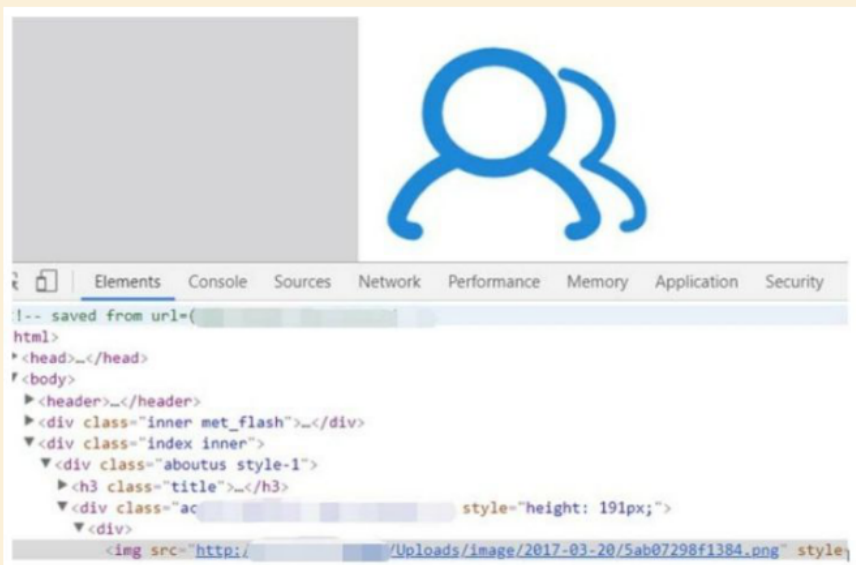 Elements Console Sources Network Performance Memory Application Security
!-- saved from url=(
html>
<head>…</head>
<body>
<header>…</header>
<div class="inner met_flash">…</div>
<div class="index inner">
<div class="aboutus style-1">
<h3 class="title">…</h3>
<div class="ac style="height: 191px;">
<div>
<img src="http:/ /Uploads/image/2017-03-20/5ab07298f1384.png" style